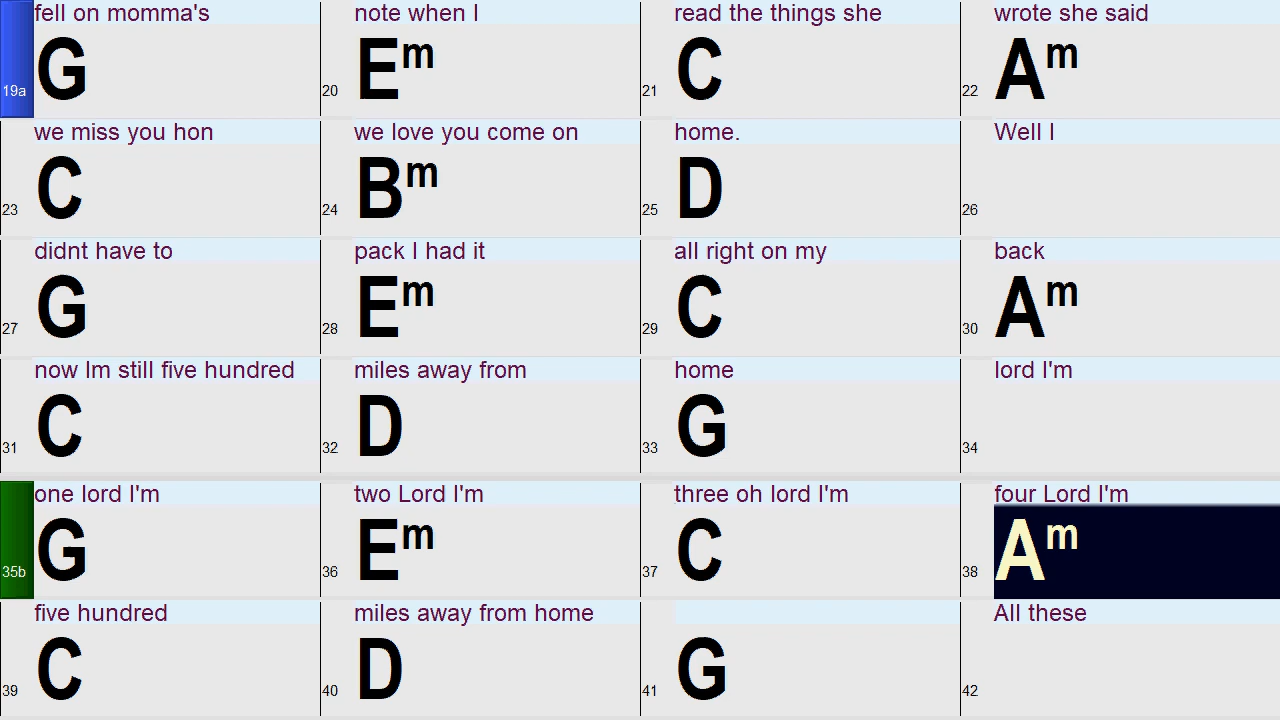 fell on momma's note when I read the things she wrote she said
19a G 20 Em 21 C 22 Am
we miss you hon we love you come on home. Well I
23 C 24 Bm 25 D 26
didnt have to pack I had it all right on my back
27 G 28 Em 29 C 30 Am
now Im still five hundred miles away from home lord I'm
31 C 32 D 33 G 34
one lord I'm two Lord I'm three oh lord I'm four Lord I'm
35b G 36 Em 37 C 38 Am
five hundred miles away from home All these
39 C 40 D 41 G 42